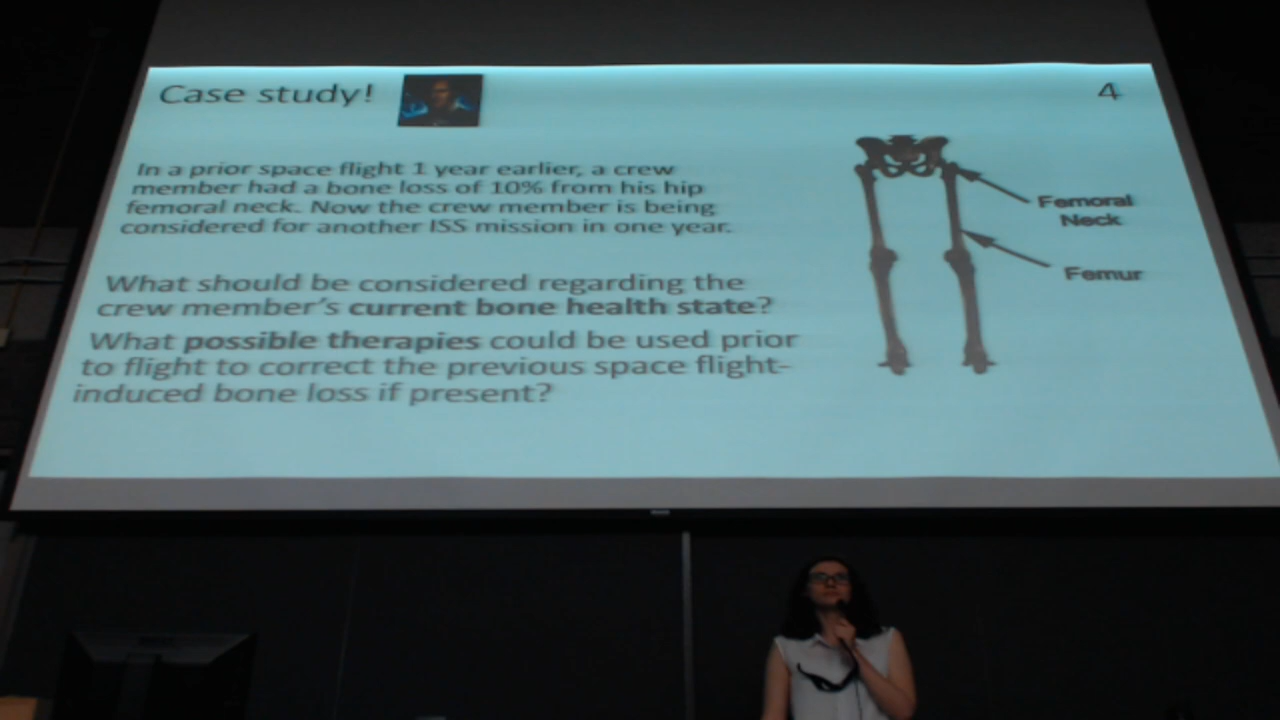 Case study!
4
In a prior space flight 1 year earlier, a crew
member had a bone loss of 10% from his hip
femoral neck. Now the crew member is being
considered for another ISS mission in one year.
What should be considered regarding the
crew member's current bone health state?
What possible therapies could be used prior
to flight to correct the previous space flight-
induced bone loss if present?
Femoral
Neck
Femur